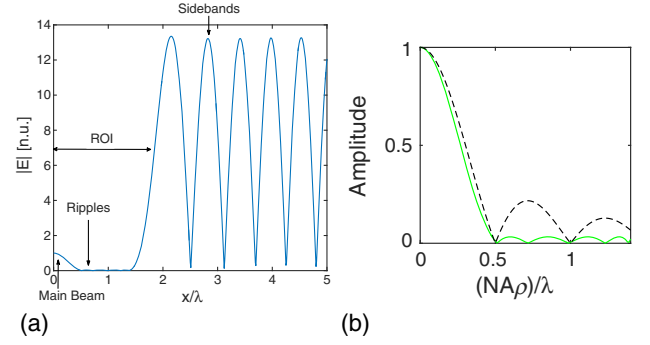 Sidebands
14
12
10
8
6
4
2
0
|E| [n.u.]
ROI
Ripples
0 1 2 3 4 5
Main Beam
x/λ
(a)
1
0.5
0
Amplitude
0 0.5 1
(NAρ)/λ
(b)